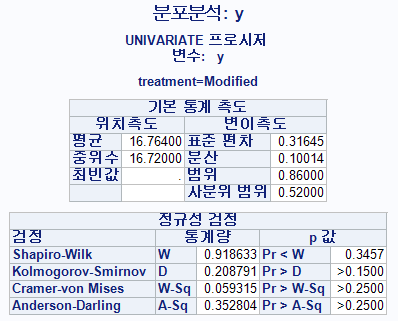 분포분석: y
UNIVARIATE 프로시저
변수: y
treatment=Modified
기본 통계 측도
위치측도 변이측도
평균 16.76400 표준 편차 0.31645
중위수 16.72000 분산 0.10014
최빈값 . 범위 0.86000
사분위 범위 0.52000
정규성 검정
검정 통계량 p 값
Shapiro-Wilk W 0.918633 Pr < W 0.3457
Kolmogorov-Smirnov D 0.208791 Pr > D >0.1500
Cramer-von Mises W-Sq 0.059315 Pr > W-Sq >0.2500
Anderson-Darling A-Sq 0.352804 Pr > A-Sq >0.2500